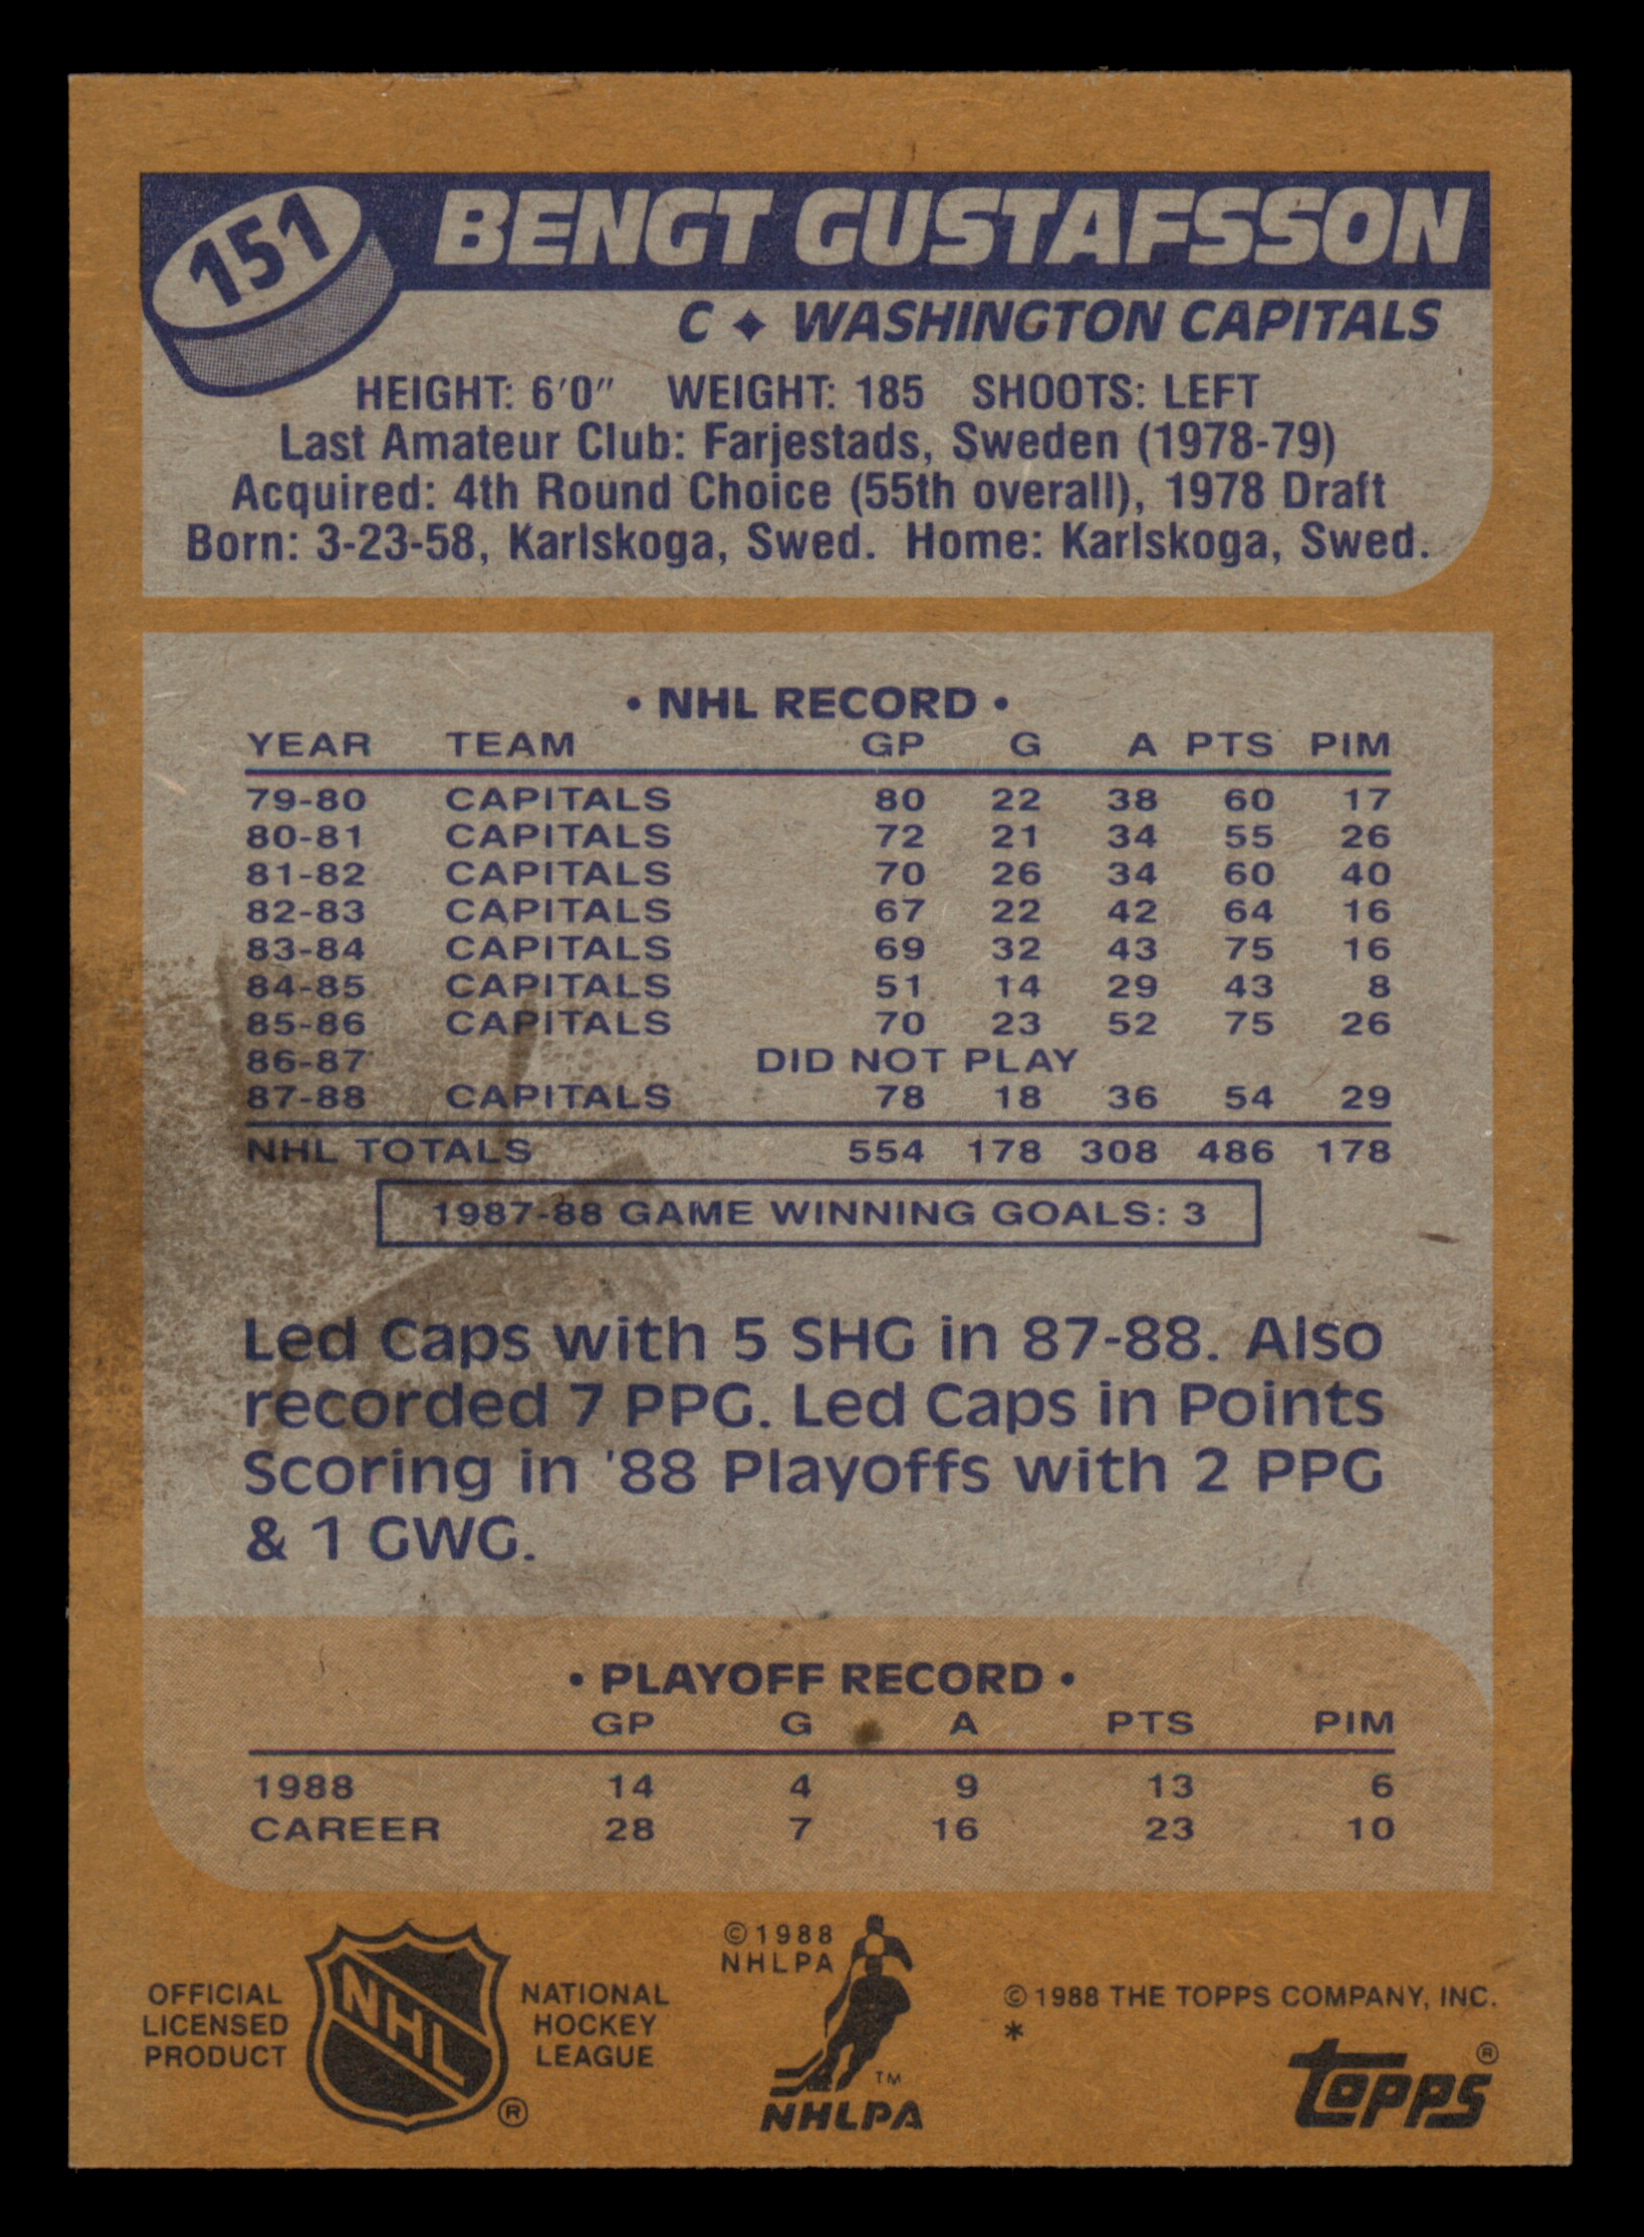 151
BENGT GUSTAFSSON
C ♦ WASHINGTON CAPITALS
HEIGHT: 6'0" WEIGHT: 185 SHOOTS: LEFT
Last Amateur Club: Farjestads, Sweden (1978-79)
Acquired: 4th Round Choice (55th overall), 1978 Draft
Born: 3-23-58, Karlskoga, Swed. Home: Karlskoga, Swed.
• NHL RECORD •
YEAR TEAM GP G A PTS PIM
79-80 CAPITALS 80 22 38 60 17
80-81 CAPITALS 72 21 34 55 26
81-82 CAPITALS 70 26 34 60 40
82-83 CAPITALS 67 22 42 64 16
83-84 CAPITALS 69 32 43 75 16
84-85 CAPITALS 51 14 29 43 8
85-86 CAPITALS 70 23 52 75 26
86-87 DID NOT PLAY
87-88 CAPITALS 78 18 36 54 29
NHL TOTALS 554 178 308 486 178
1987-88 GAME WINNING GOALS: 3
Led Caps with 5 SHG in 87-88. Also
recorded 7 PPG. Led Caps in Points
Scoring in '88 Playoffs with 2 PPG
& 1 GWG.
• PLAYOFF RECORD •
GP G A PTS PIM
1988 14 4 9 13 6
CAREER 28 7 16 23 10
OFFICIAL
LICENSED
PRODUCT
NHL
®
NATIONAL
HOCKEY
LEAGUE
©1988
NHLPA
TM
NHLPA
© 1988 THE TOPPS COMPANY, INC.
*
topps®